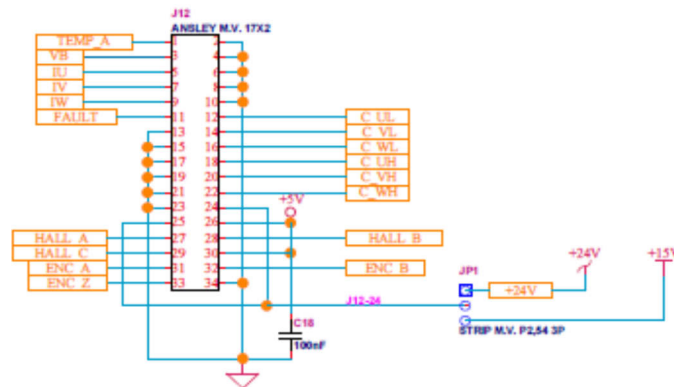 J12
ANSLEY M.V. 17X2
TEMP_A 1 2
VB 3 4
IU 5 6
IV 7 8
IW 9 10
FAULT 11 12 C_UL
13 14 C_VL
15 16 C_WL
17 18 C_UH
19 20 C_VH
21 22 C_WH
23 24
25 26
+5V
HALL_A 27 28 HALL_B
HALL_C 29 30
ENC_A 31 32 ENC_B
ENC_Z 33 34
J12-24
JP1
+24V
+24V
+15V
STRIP M.V. P2,54 3P
C18
100nF